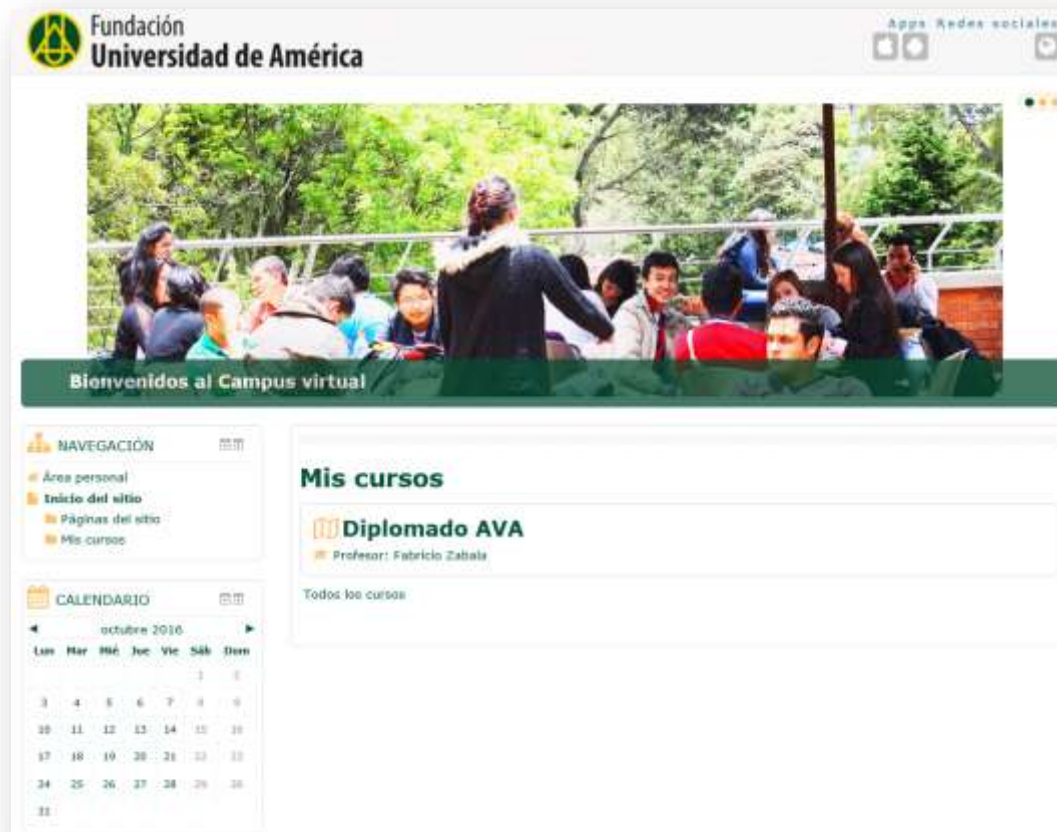 Fundación
Universidad de América
Apps Redes sociales
Bienvenidos al Campus virtual
NAVEGACIÓN
Área personal
Inicio del sitio
Páginas del sitio
Mis cursos
Mis cursos
Diplomado AVA
Profesor: Fabricio Zabala
Todos los cursos
CALENDARIO
octubre 2016
Lun Mar Mié Jue Vie Sáb Dom
1 2
3 4 5 6 7 8 9
10 11 12 13 14 15 16
17 18 19 20 21 22 23
24 25 26 27 28 29 30
31